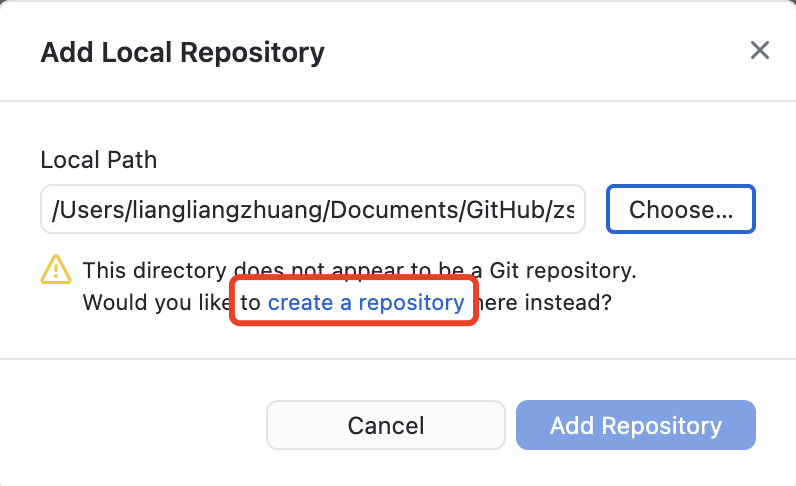 Add Local Repository
Local Path
/Users/liangliangzhuang/Documents/GitHub/zs
Choose...
This directory does not appear to be a Git repository.
Would you like to create a repository here instead?
Cancel
Add Repository